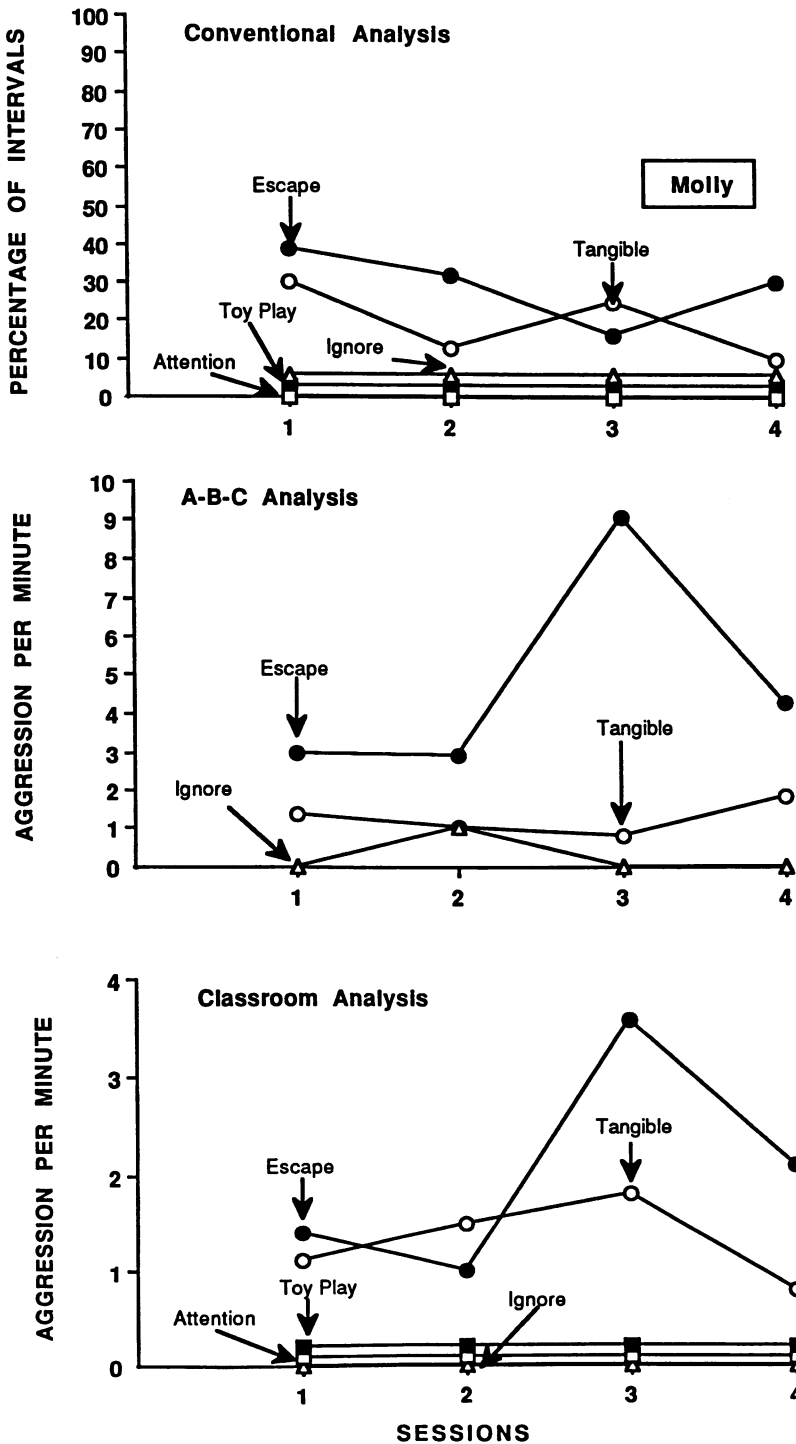 Conventional Analysis
PERCENTAGE OF INTERVALS
100
90
80
70
60
50
40
30
20
10
0
Molly
Escape
Tangible
Toy Play
Ignore
Attention
1 2 3 4
A-B-C Analysis
AGGRESSION PER MINUTE
10
9
8
7
6
5
4
3
2
1
0
Escape
Tangible
Ignore
1 2 3 4
Classroom Analysis
AGGRESSION PER MINUTE
4
3
2
1
0
Tangible
Escape
Toy Play
Ignore
Attention
1 2 3 4
SESSIONS